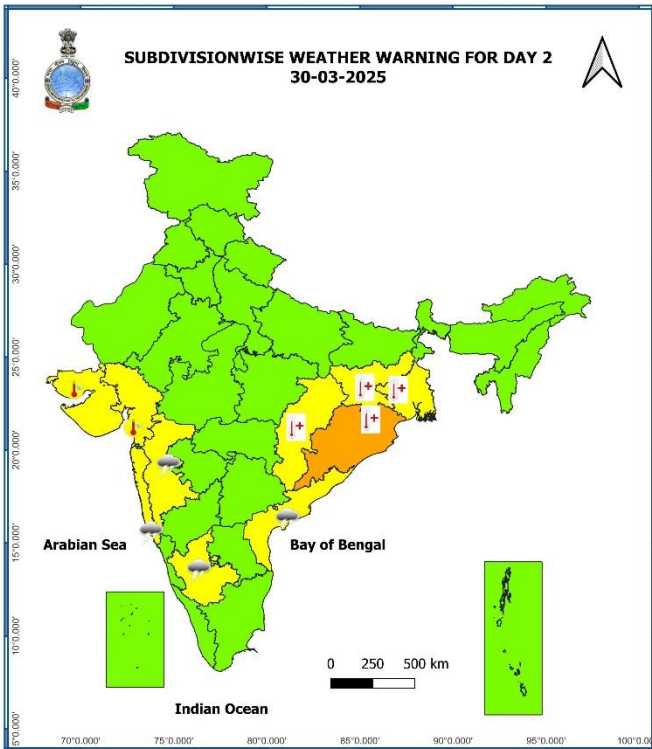 SUBDIVISIONWISE WEATHER WARNING FOR DAY 2
30-03-2025
40°0.000'
35°0.000'
30°0.000'
25°0.000'
20°0.000'
15°0.000'
10°0.000'
5°0.000'
Arabian Sea
Bay of Bengal
0 250 500 km
Indian Ocean
70°0.000' 75°0.000' 80°0.000' 85°0.000' 90°0.000' 95°0.000' 100°0.0